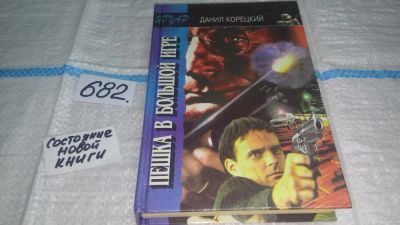 ДАНИЛ КОРЕЦКИЙ
ПЕШКА В БОЛЬШОЙ ИГРЕ
682.
состояние
новой
книги